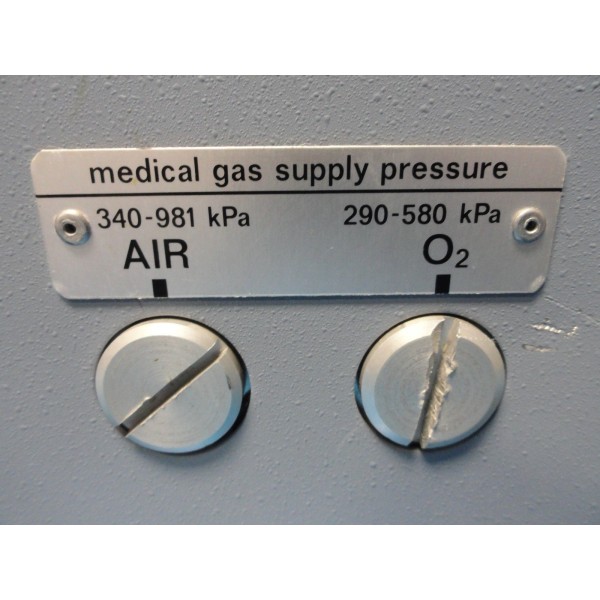 medical gas supply pressure
340-981 kPa 290-580 kPa
AIR O₂